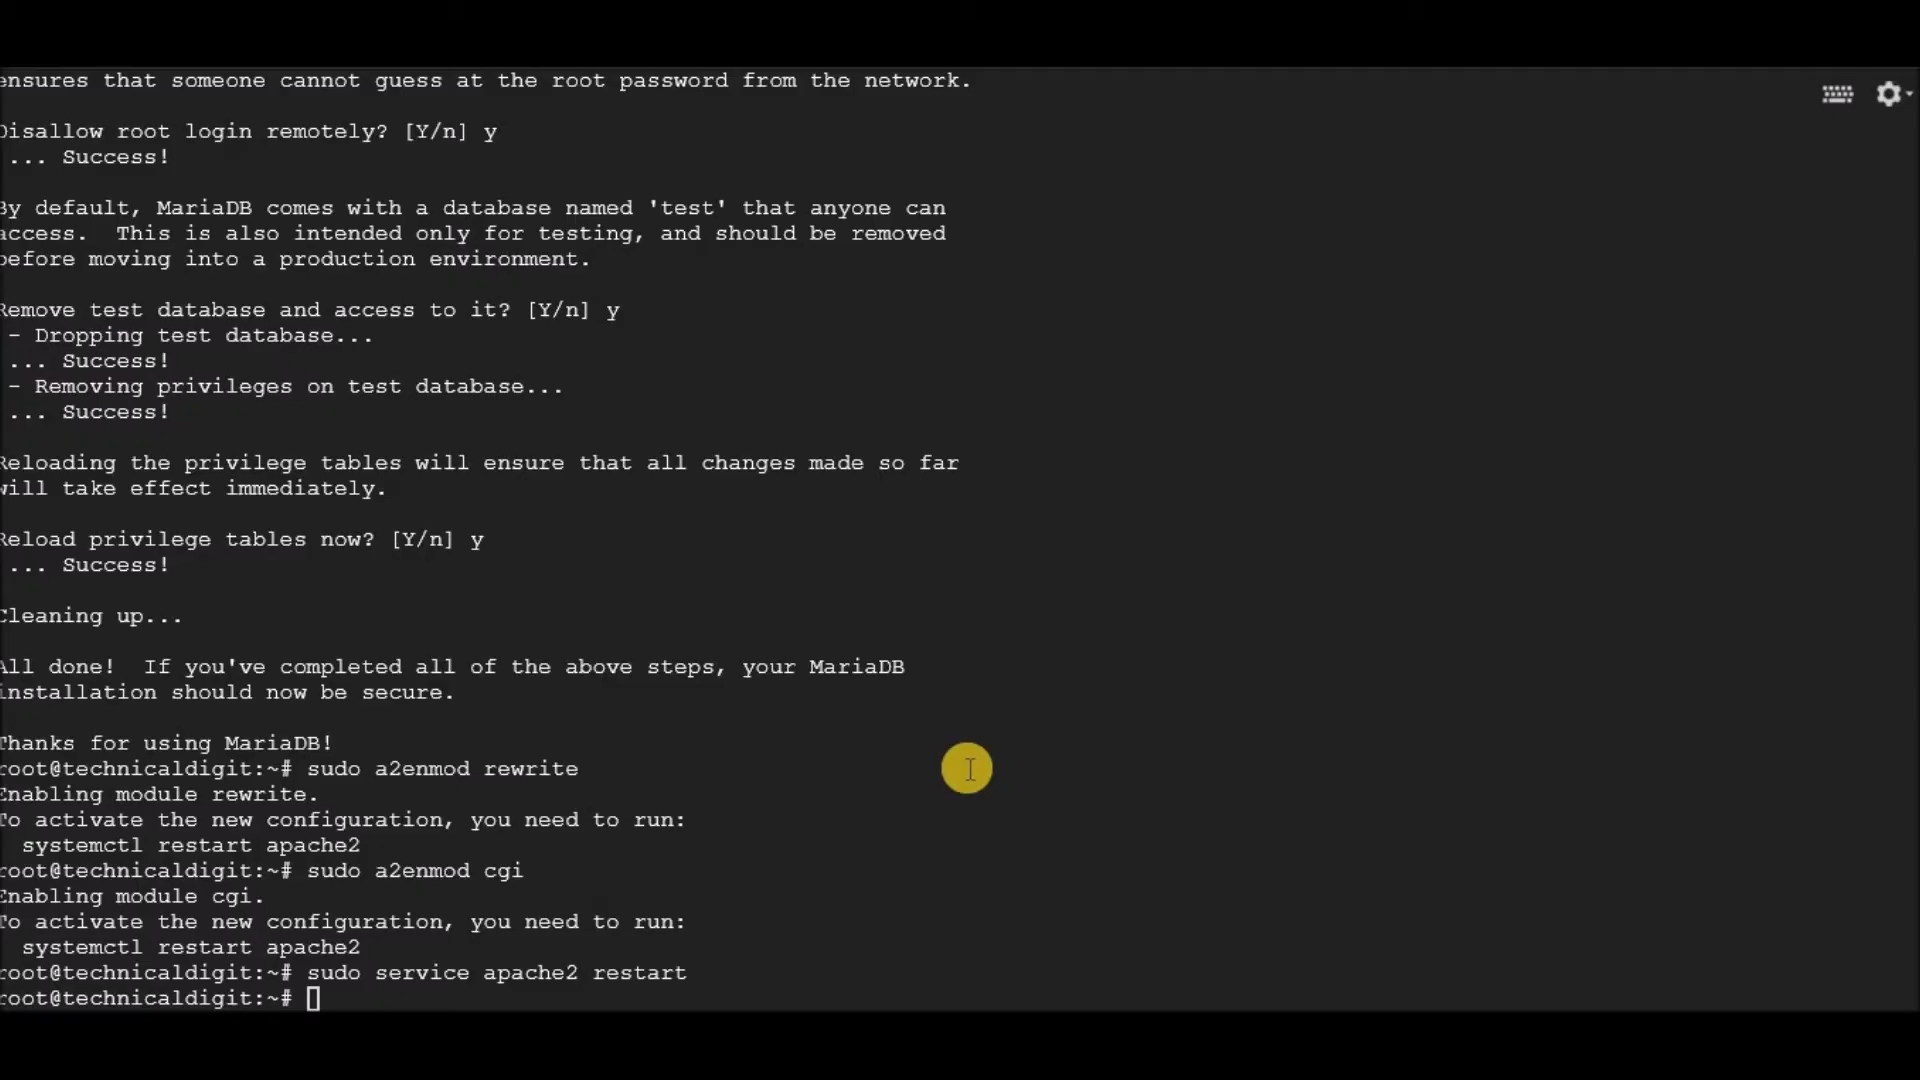 ensures that someone cannot guess at the root password from the network.
Disallow root login remotely? [Y/n] y
... Success!
By default, MariaDB comes with a database named 'test' that anyone can
access.  This is also intended only for testing, and should be removed
before moving into a production environment.
Remove test database and access to it? [Y/n] y
- Dropping test database...
... Success!
- Removing privileges on test database...
... Success!
Reloading the privilege tables will ensure that all changes made so far
will take effect immediately.
Reload privilege tables now? [Y/n] y
... Success!
Cleaning up...
All done!  If you've completed all of the above steps, your MariaDB
installation should now be secure.
Thanks for using MariaDB!
root@technicaldigit:~# sudo a2enmod rewrite
Enabling module rewrite.
To activate the new configuration, you need to run:
systemctl restart apache2
root@technicaldigit:~# sudo a2enmod cgi
Enabling module cgi.
To activate the new configuration, you need to run:
systemctl restart apache2
root@technicaldigit:~# sudo service apache2 restart
root@technicaldigit:~#